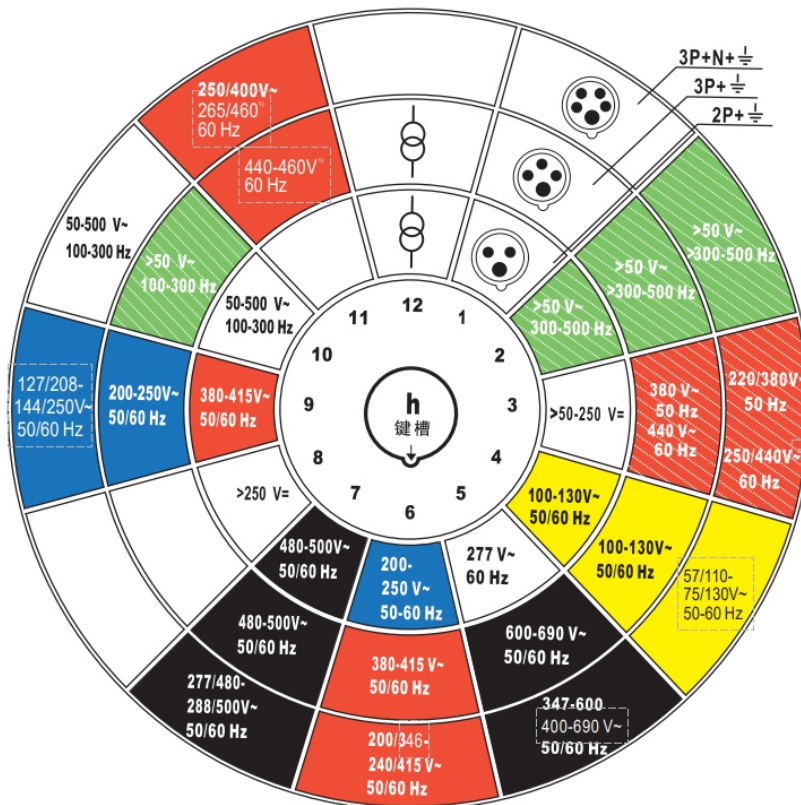 3P+N+⏚
3P+⏚
2P+⏚
250/400V~
265/460¹⁾
60 Hz
440-460V¹⁾
60 Hz
50-500 V~
100-300 Hz
>50 V~
100-300 Hz
50-500 V~
100-300 Hz
>50 V~
>300-500 Hz
>50 V~
>300-500 Hz
>50 V~
300-500 Hz
127/208-
144/250V~
50/60 Hz
200-250V~
50/60 Hz
380-415V~
50/60 Hz
12
1
2
3
4
5
6
7
8
9
10
11
h
键槽
>50-250 V=
380 V~
50 Hz
440 V~
60 Hz
220/380V~
50 Hz
250/440V~
60 Hz
>250 V=
100-130V~
50/60 Hz
100-130V~
50/60 Hz
57/110-
75/130V~
50-60 Hz
480-500V~
50/60 Hz
480-500V~
50/60 Hz
277/480-
288/500V~
50/60 Hz
200-
250 V~
50-60 Hz
380-415 V~
50/60 Hz
200/346-
240/415 V~
50/60 Hz
277 V~
60 Hz
600-690 V~
50/60 Hz
347-600
400-690 V~
50/60 Hz